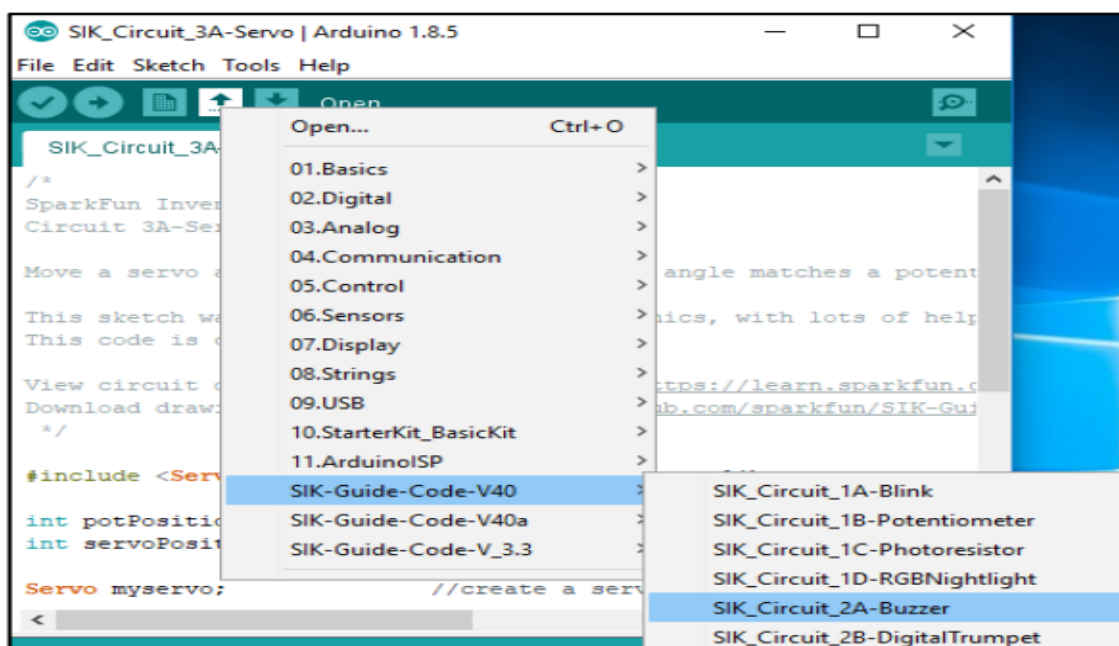 SIK_Circuit_3A-Servo | Arduino 1.8.5
File Edit Sketch Tools Help
Open
SIK_Circuit_3A-
Open... Ctrl+O
01.Basics
02.Digital
03.Analog
04.Communication
05.Control
06.Sensors
07.Display
08.Strings
09.USB
10.StarterKit_BasicKit
11.ArduinoISP
SIK-Guide-Code-V40
SIK-Guide-Code-V40a
SIK-Guide-Code-V_3.3
SIK_Circuit_1A-Blink
SIK_Circuit_1B-Potentiometer
SIK_Circuit_1C-Photoresistor
SIK_Circuit_1D-RGBNightlight
SIK_Circuit_2A-Buzzer
SIK_Circuit_2B-DigitalTrumpet
/*
SparkFun Inver
Circuit 3A-Ser
Move a servo a angle matches a potent
This sketch wa nics, with lots of help
This code is
View circuit ttps://learn.sparkfun.c
Download draw ub.com/sparkfun/SIK-Gui
*/
#include <Serv
int potPositio
int servoPosit
Servo myservo; //create a serv